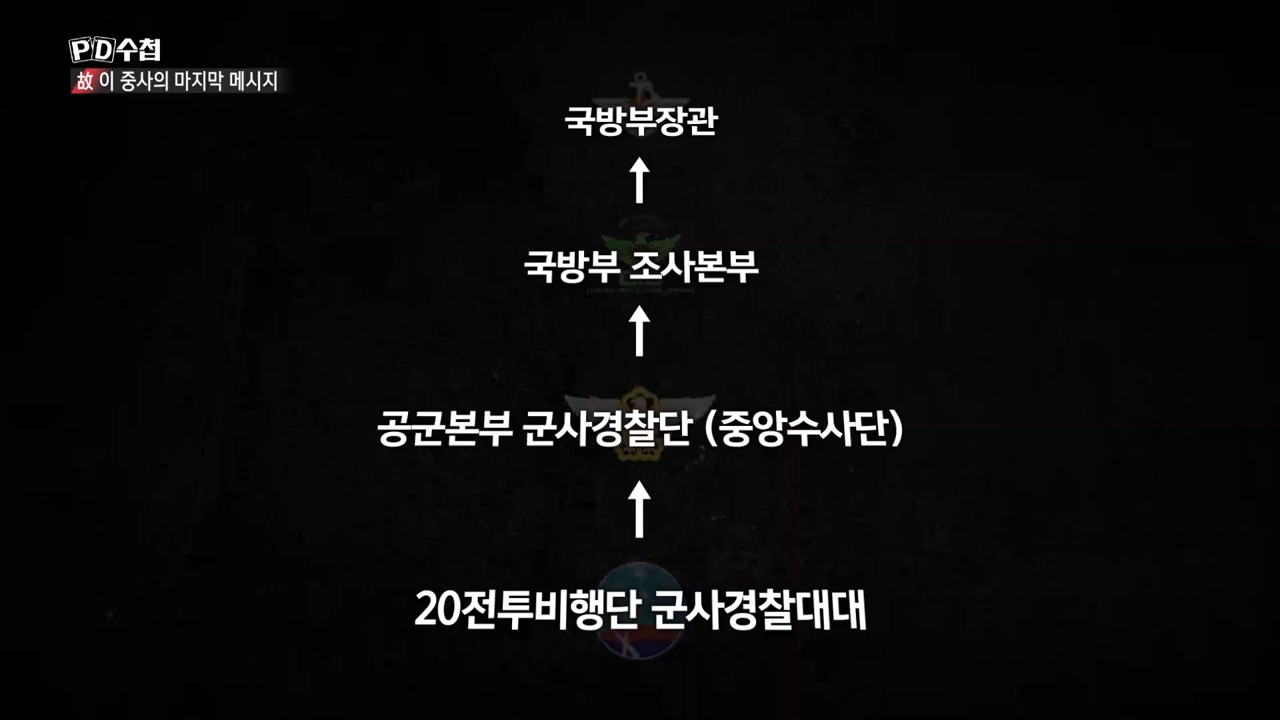 PD수첩
故 이 중사의 마지막 메시지
국방부장관
국방부 조사본부
공군본부 군사경찰단 (중앙수사단)
20전투비행단 군사경찰대대